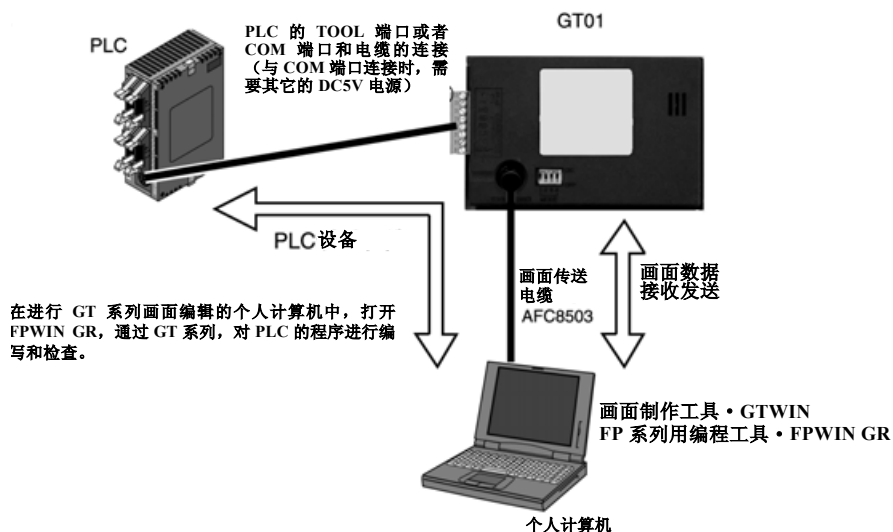 GT01
PLC
PLC 的 TOOL 端口或者
COM 端口和电缆的连接
（与 COM 端口连接时，需
要其它的 DC5V 电源）
PLC设备
在进行 GT 系列画面编辑的个人计算机中，打开
FPWIN GR，通过 GT 系列，对 PLC 的程序进行编
写和检查。
画面传送
电缆
AFC8503
画面数据
接收发送
画面制作工具·GTWIN
FP 系列用编程工具·FPWIN GR
个人计算机